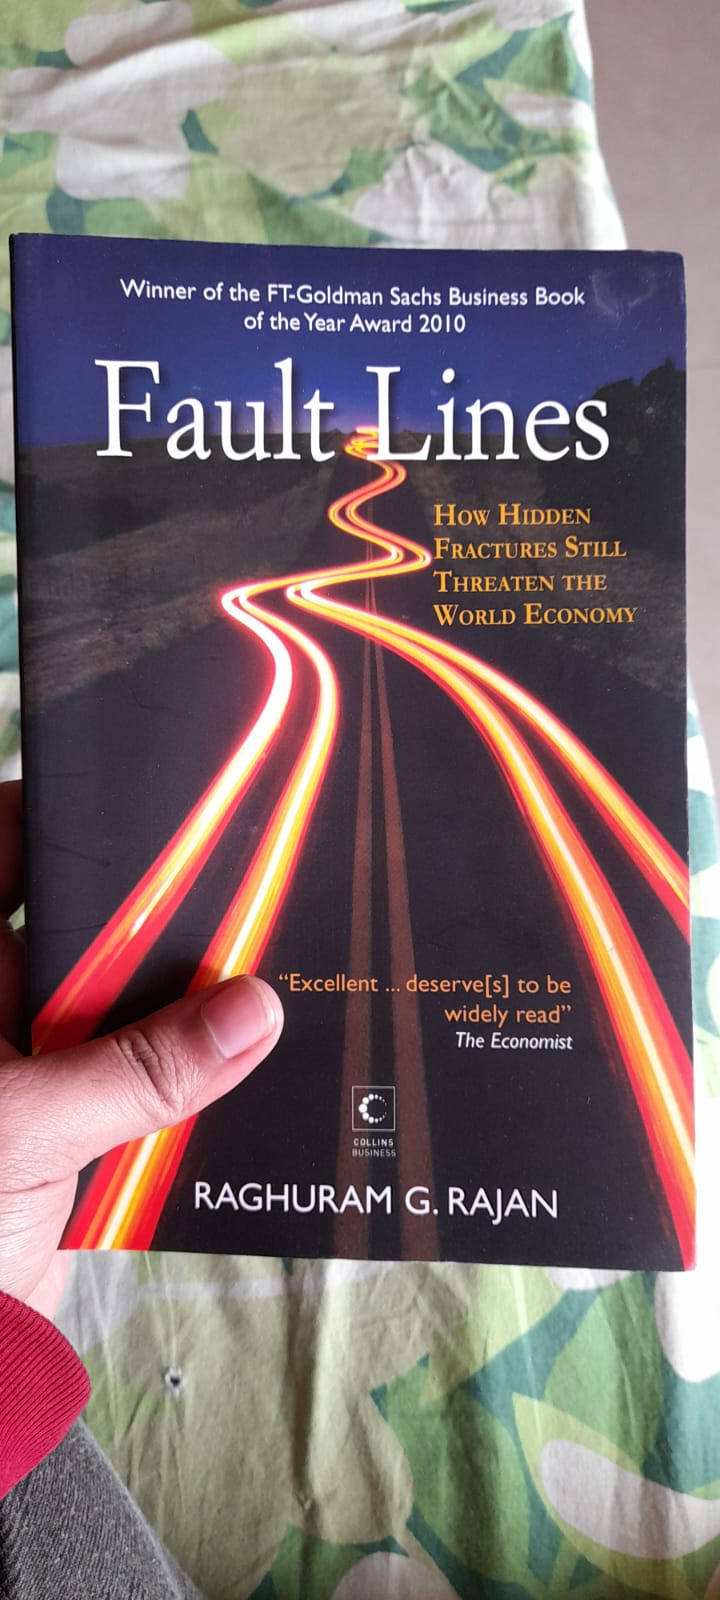 Winner of the FT-Goldman Sachs Business Book
of the Year Award 2010
Fault Lines
How Hidden
Fractures Still
Threaten the
World Economy
“Excellent ... deserve[s] to be
widely read”
The Economist
COLLINS
BUSINESS
RAGHURAM G. RAJAN